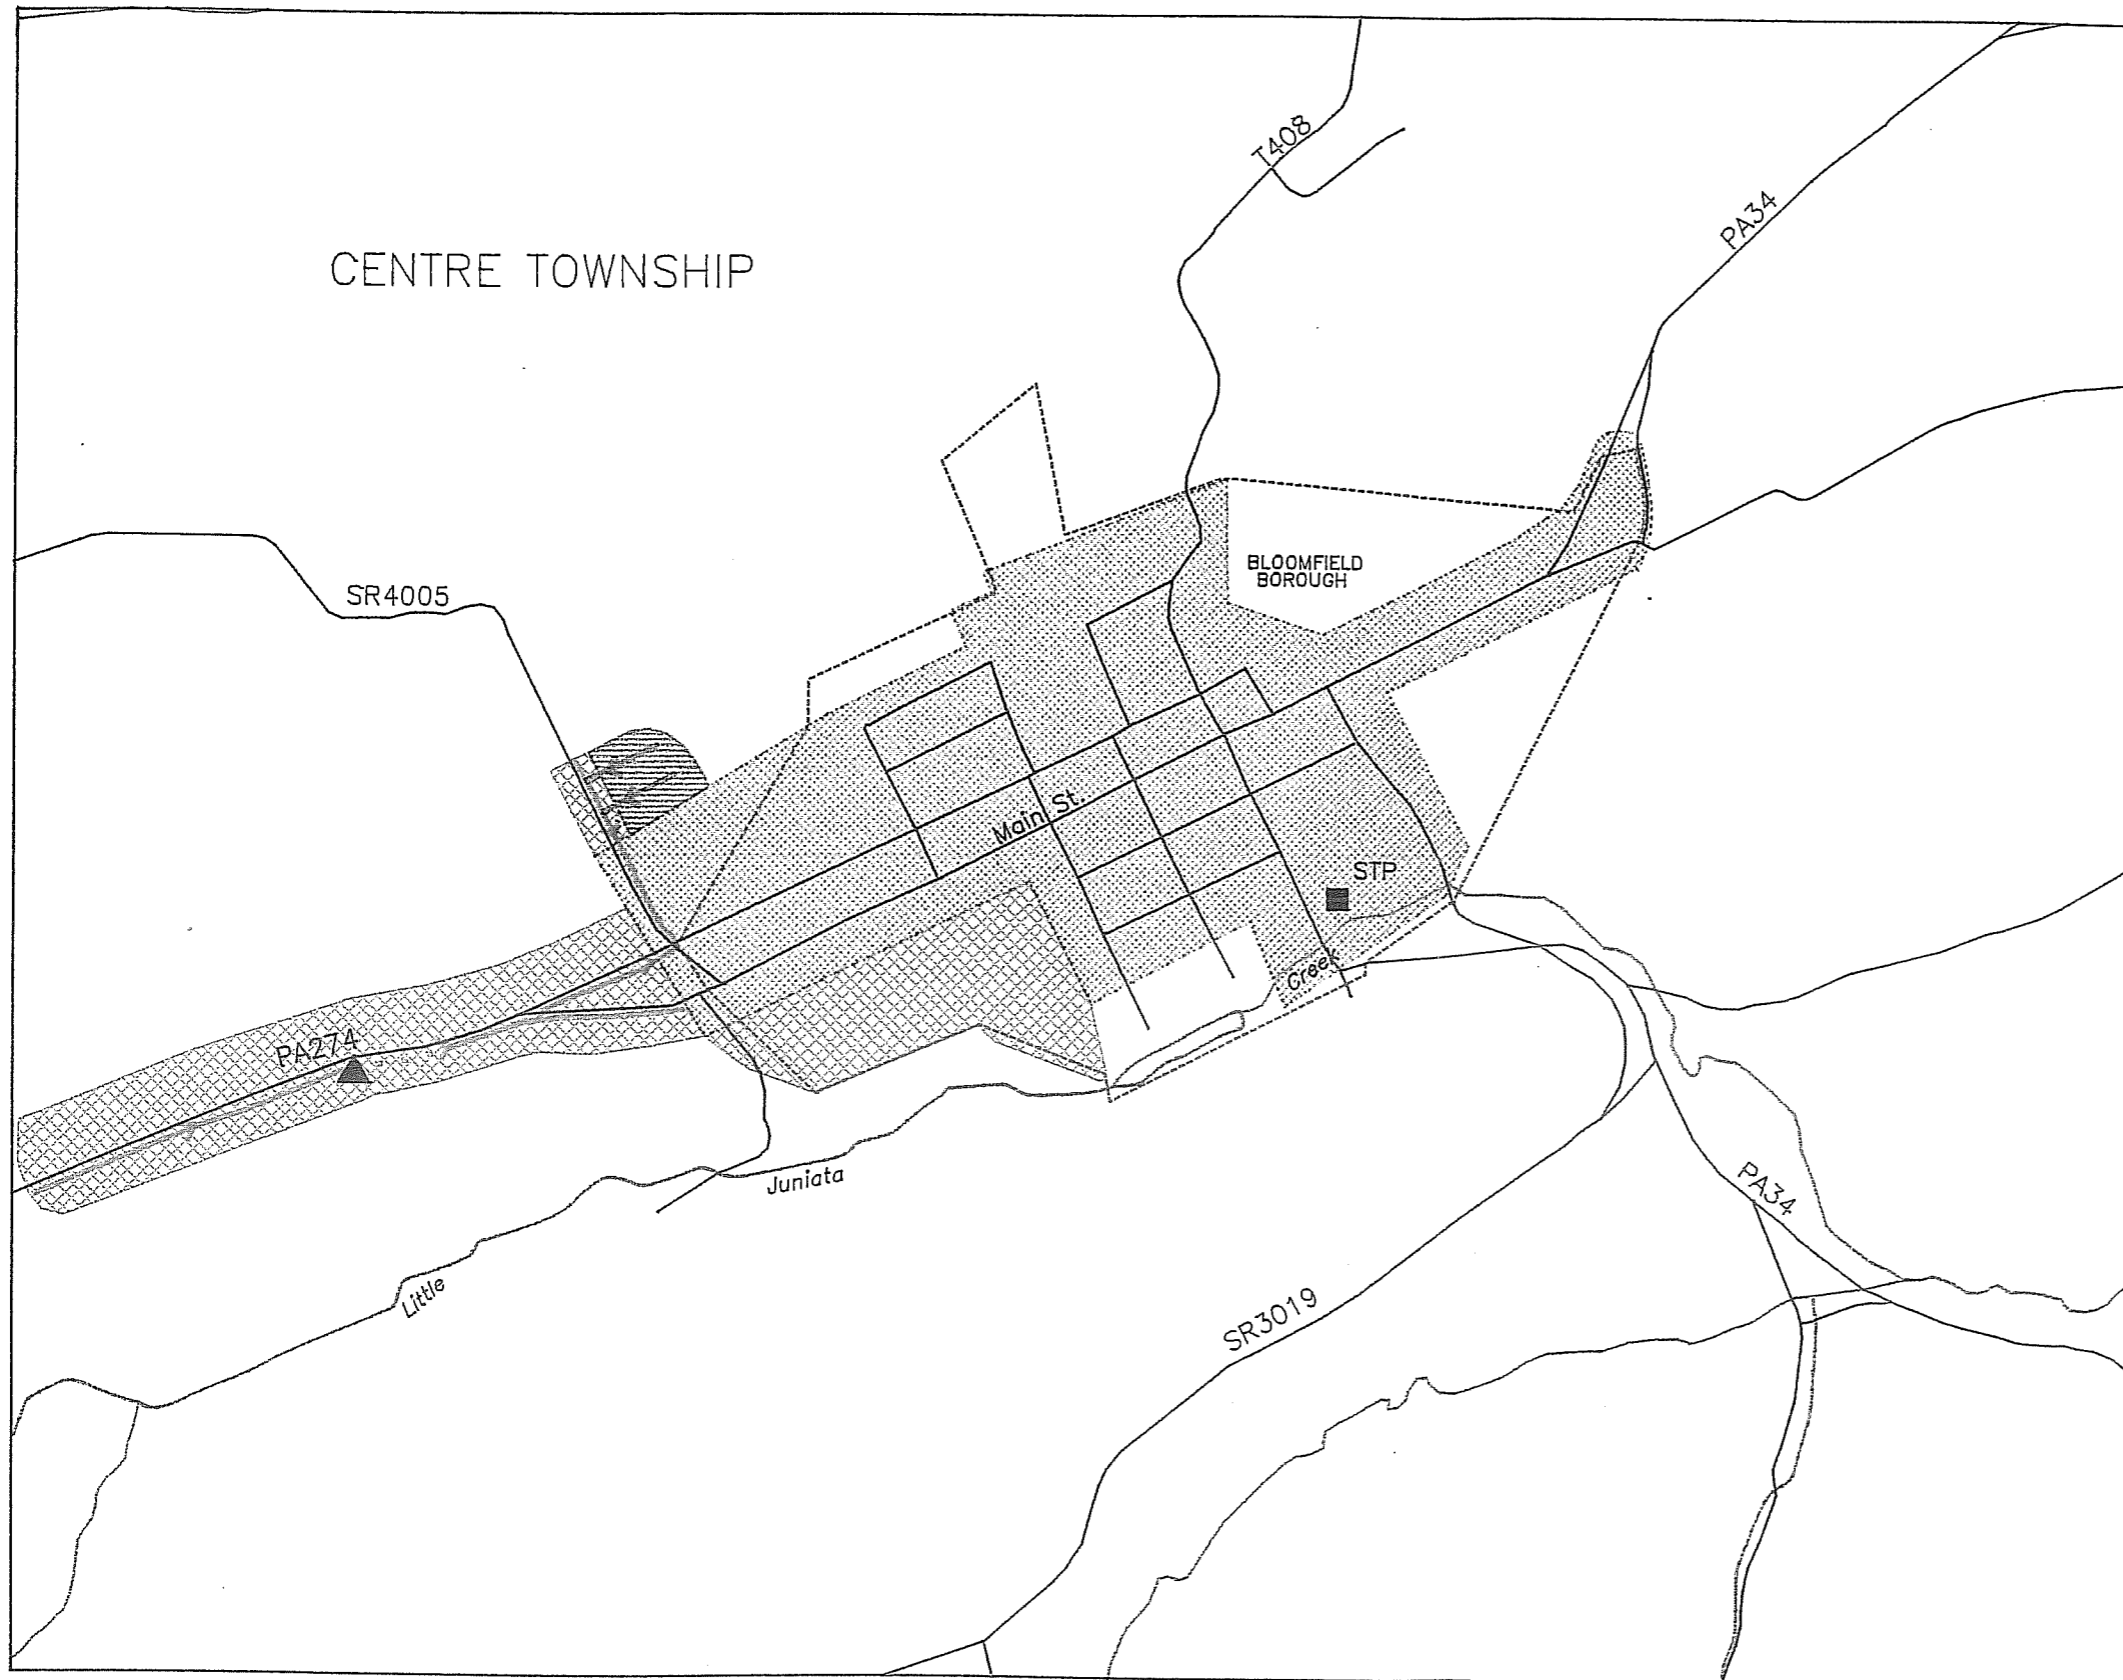 T408
PA34
CENTRE TOWNSHIP
BLOOMFIELD
BOROUGH
SR4005
Main St.
STP
Creek
PA274
Juniata
PA34
Little
SR3019